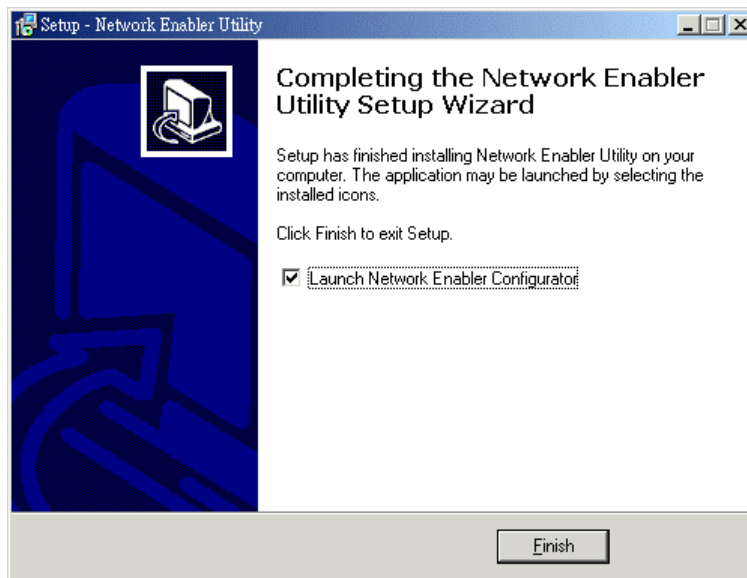 Setup - Network Enabler Utility
Completing the Network Enabler
Utility Setup Wizard
Setup has finished installing Network Enabler Utility on your
computer. The application may be launched by selecting the
installed icons.
Click Finish to exit Setup.
Launch Network Enabler Configurator
Finish